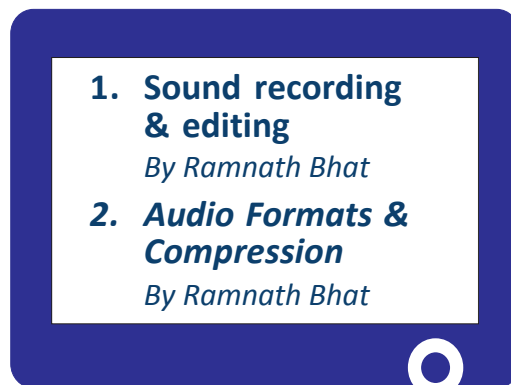 1. Sound recording
& editing
By Ramnath Bhat
2. Audio Formats &
Compression
By Ramnath Bhat